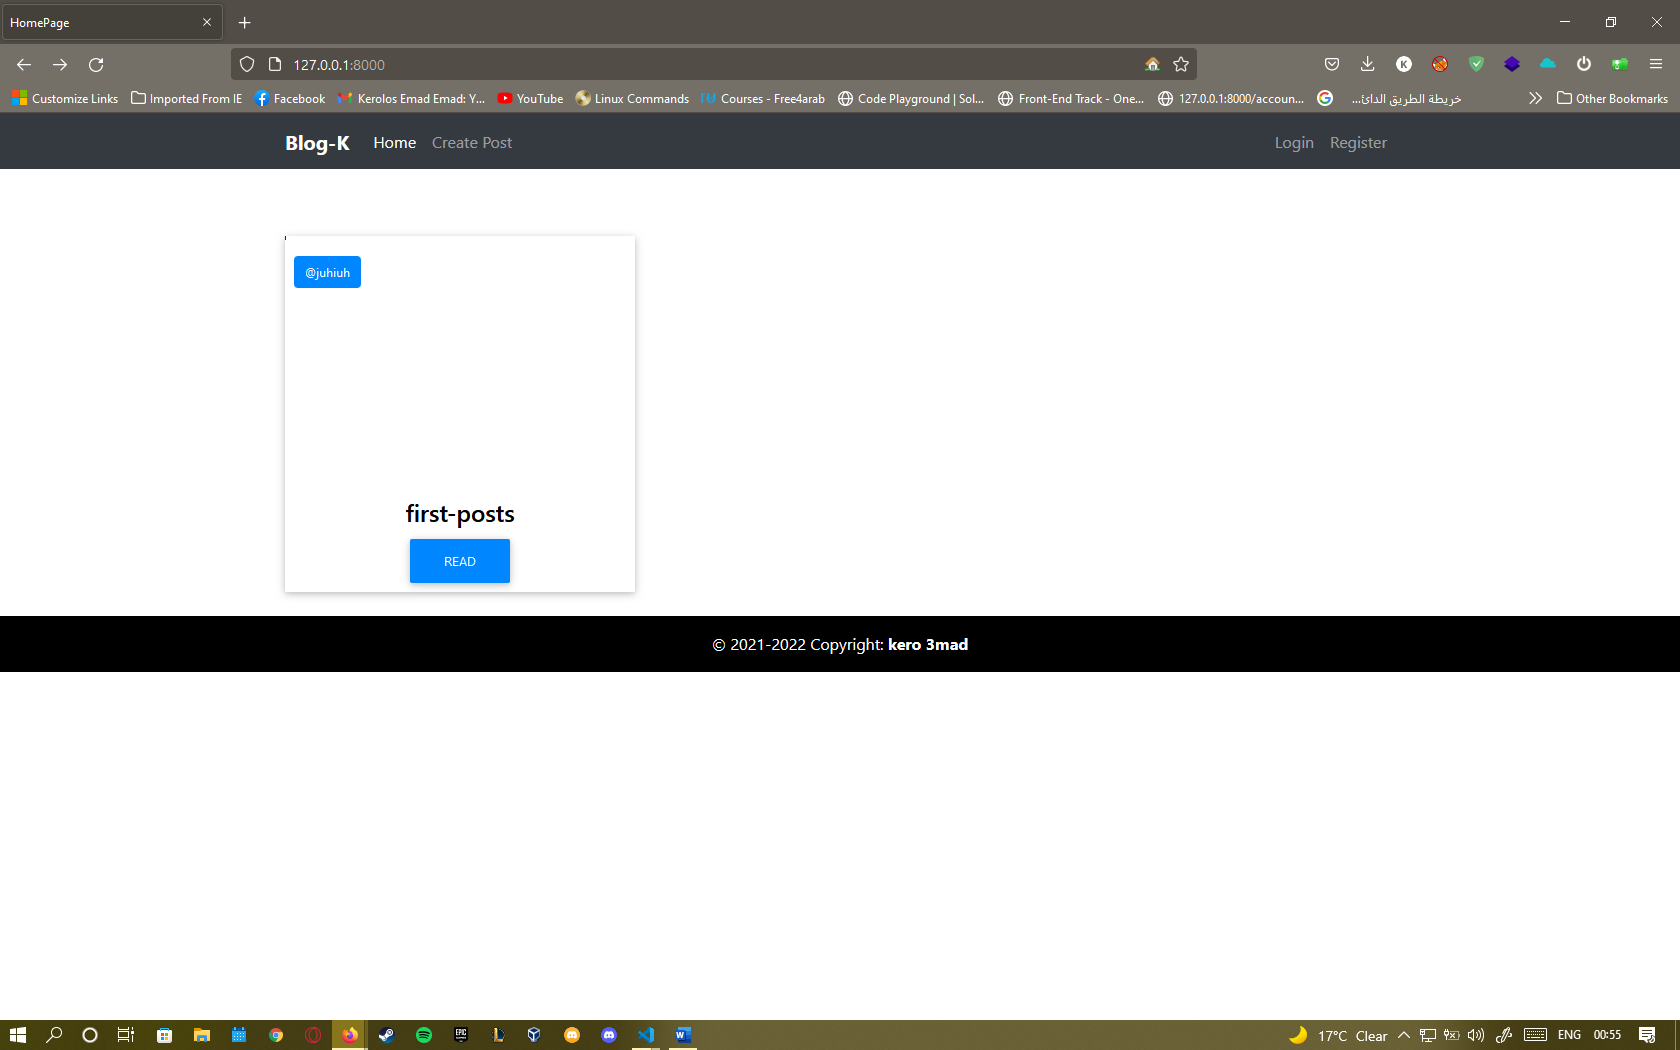 HomePage
127.0.0.1:8000
Customize Links
Imported From IE
Facebook
Kerolos Emad Emad: Y...
YouTube
Linux Commands
Courses - Free4arab
Code Playground | Sol...
Front-End Track - One...
127.0.0.1:8000/accoun...
خريطة الطريق الدائ...
Other Bookmarks
Blog-K Home Create Post Login Register
@juhiuh
first-posts
READ
© 2021-2022 Copyright: kero 3mad
17°C Clear ENG 00:55